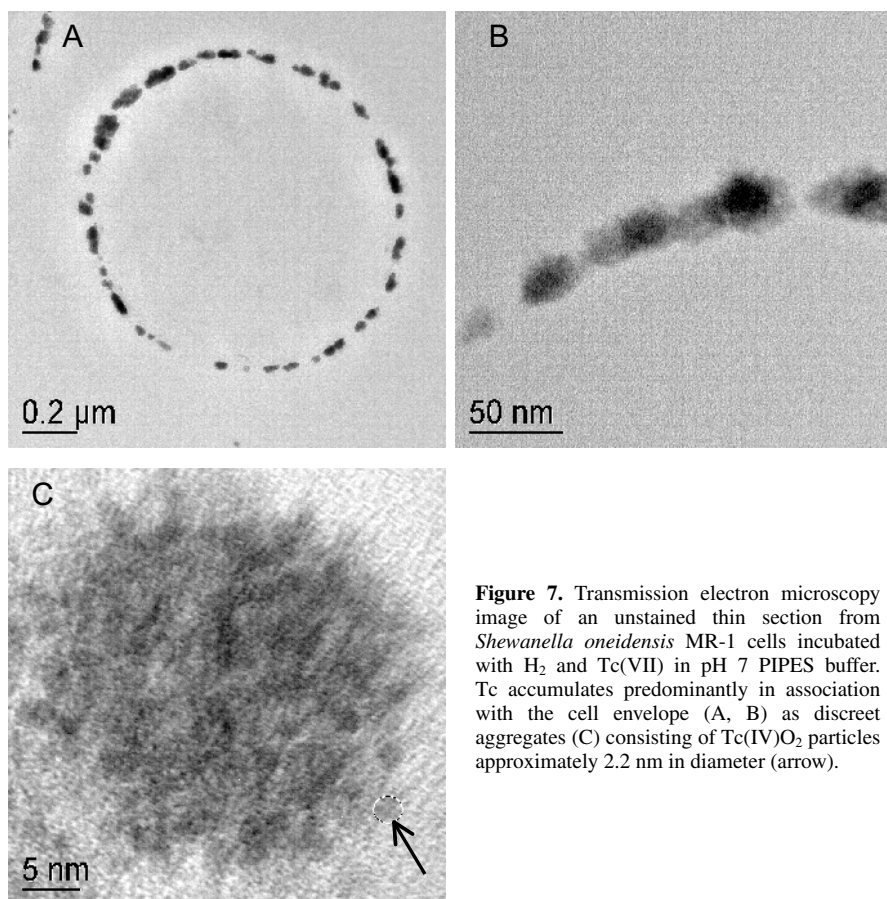 A
B
0.2 µm
50 nm
C
5 nm
Figure 7. Transmission electron microscopy
image of an unstained thin section from
Shewanella oneidensis MR-1 cells incubated
with H₂ and Tc(VII) in pH 7 PIPES buffer.
Tc accumulates predominantly in association
with the cell envelope (A, B) as discreet
aggregates (C) consisting of Tc(IV)O₂ particles
approximately 2.2 nm in diameter (arrow).